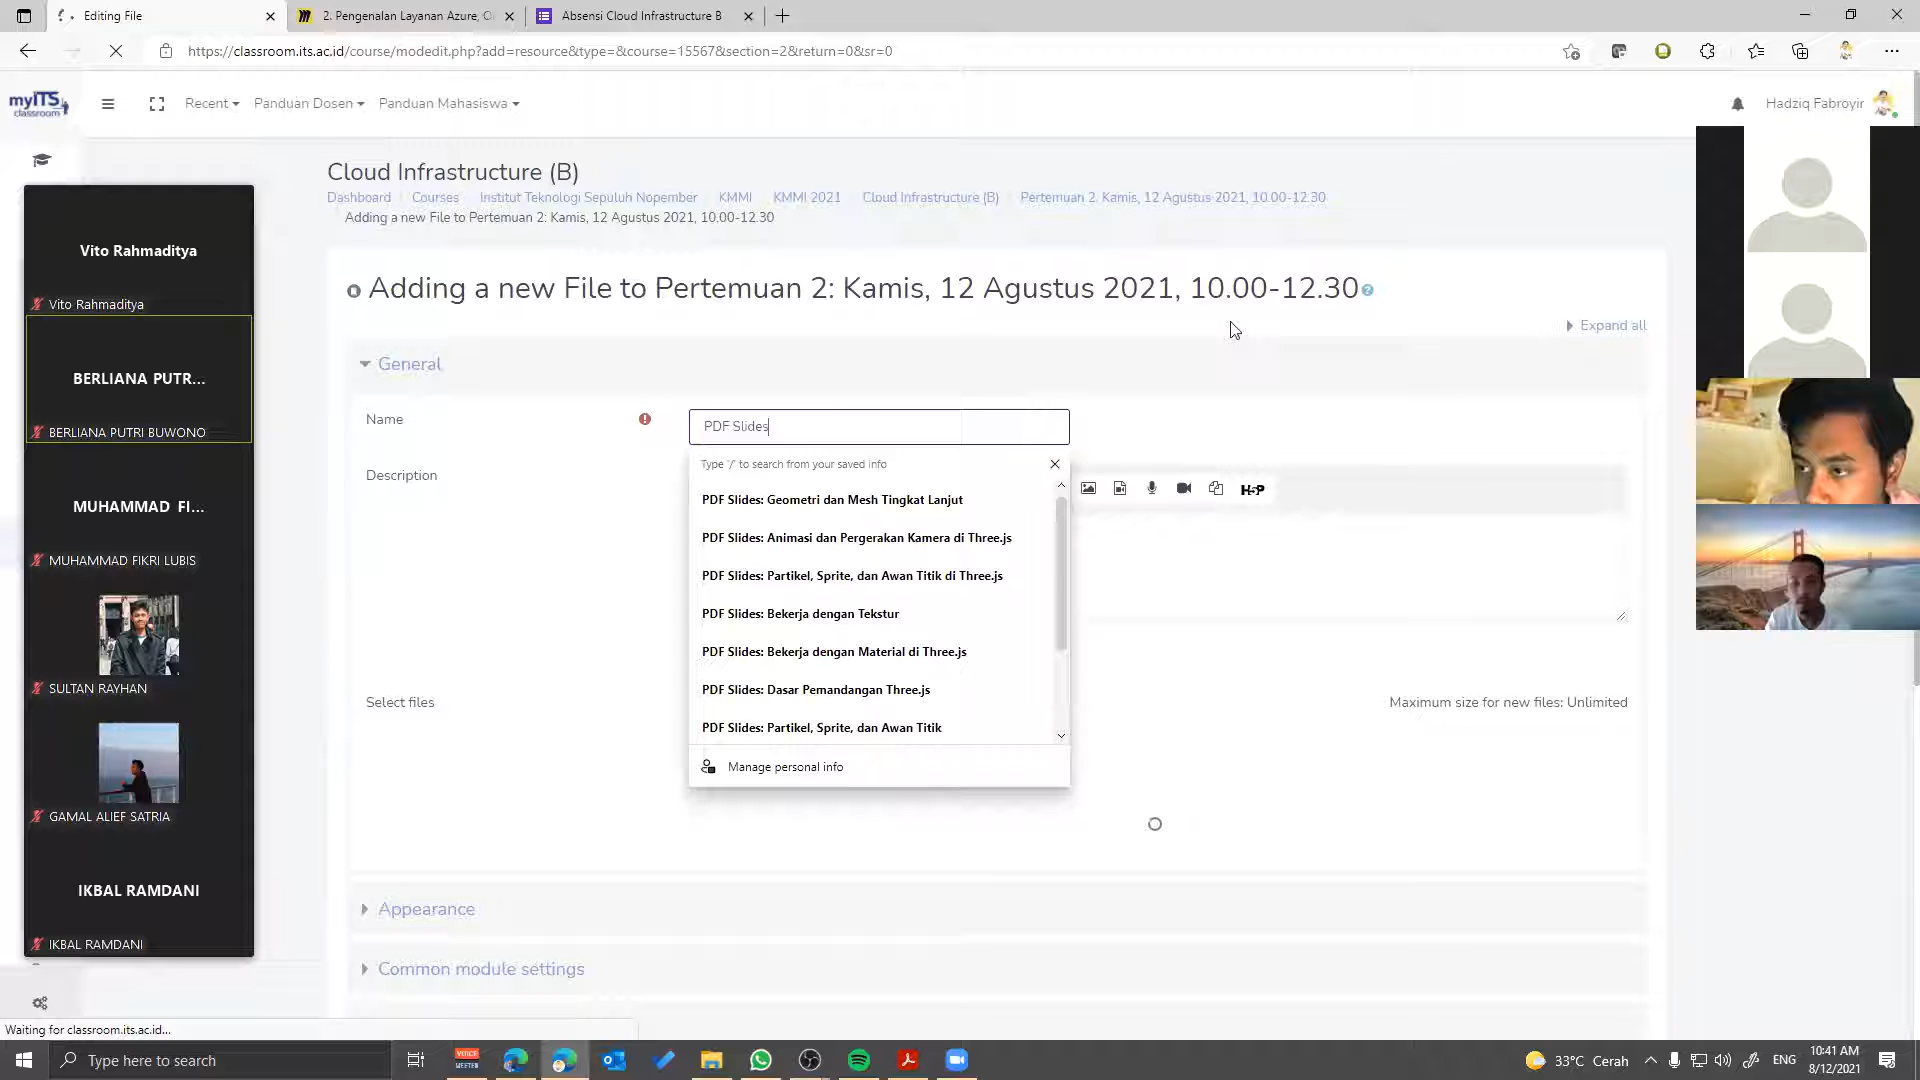 Editing File
2. Pengenalan Layanan Azure, O
Absensi Cloud Infrastructure B
https://classroom.its.ac.id/course/modedit.php?add=resource&type=&course=15567&section=2&return=0&sr=0
myITS
classroom
Recent
Panduan Dosen
Panduan Mahasiswa
Hadziq Fabroyir
Cloud Infrastructure (B)
Dashboard
Courses
Institut Teknologi Sepuluh Nopember
KMMI
KMMI 2021
Cloud Infrastructure (B)
Pertemuan 2: Kamis, 12 Agustus 2021, 10.00-12.30
Adding a new File to Pertemuan 2: Kamis, 12 Agustus 2021, 10.00-12.30
Adding a new File to Pertemuan 2: Kamis, 12 Agustus 2021, 10.00-12.30
Expand all
General
Name
PDF Slides
Type '/' to search from your saved info
Description
H5P
PDF Slides: Geometri dan Mesh Tingkat Lanjut
PDF Slides: Animasi dan Pergerakan Kamera di Three.js
PDF Slides: Partikel, Sprite, dan Awan Titik di Three.js
PDF Slides: Bekerja dengan Tekstur
PDF Slides: Bekerja dengan Material di Three.js
PDF Slides: Dasar Pemandangan Three.js
PDF Slides: Partikel, Sprite, dan Awan Titik
Manage personal info
Select files
Maximum size for new files: Unlimited
Appearance
Common module settings
Vito Rahmaditya
Vito Rahmaditya
BERLIANA PUTR...
BERLIANA PUTRI BUWONO
MUHAMMAD FI...
MUHAMMAD FIKRI LUBIS
SULTAN RAYHAN
GAMAL ALIEF SATRIA
IKBAL RAMDANI
IKBAL RAMDANI
Waiting for classroom.its.ac.id...
Type here to search
VOICE
MEETER
33°C Cerah
ENG
10:41 AM
8/12/2021